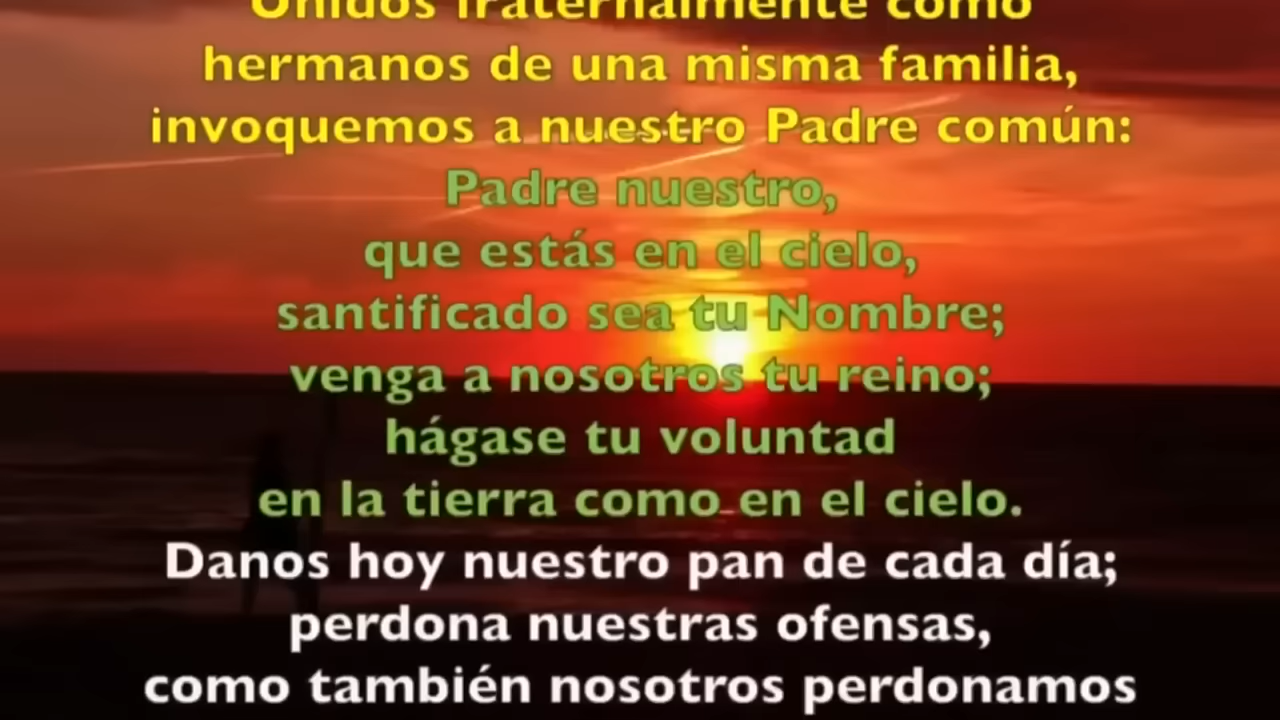 Unidos fraternalmente como
hermanos de una misma familia,
invoquemos a nuestro Padre común:
Padre nuestro,
que estás en el cielo,
santificado sea tu Nombre;
venga a nosotros tu reino;
hágase tu voluntad
en la tierra como en el cielo.
Danos hoy nuestro pan de cada día;
perdona nuestras ofensas,
como también nosotros perdonamos